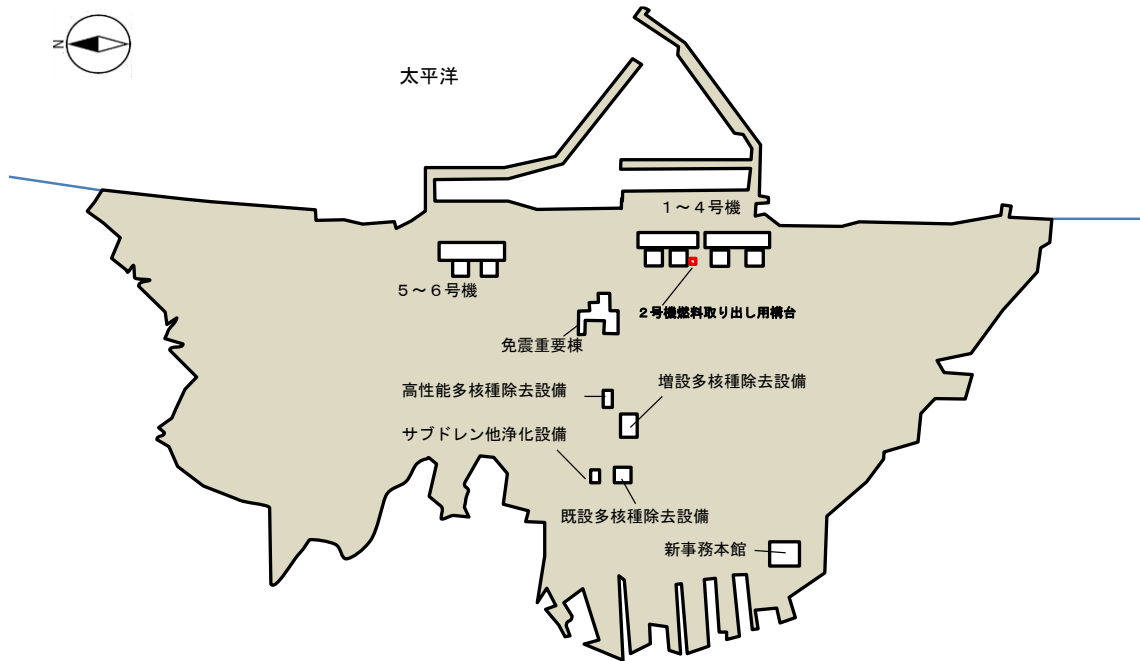 N
太平洋
１～４号機
５～６号機
２号機燃料取り出し用構台
免震重要棟
高性能多核種除去設備
増設多核種除去設備
サブドレン他浄化設備
既設多核種除去設備
新事務本館